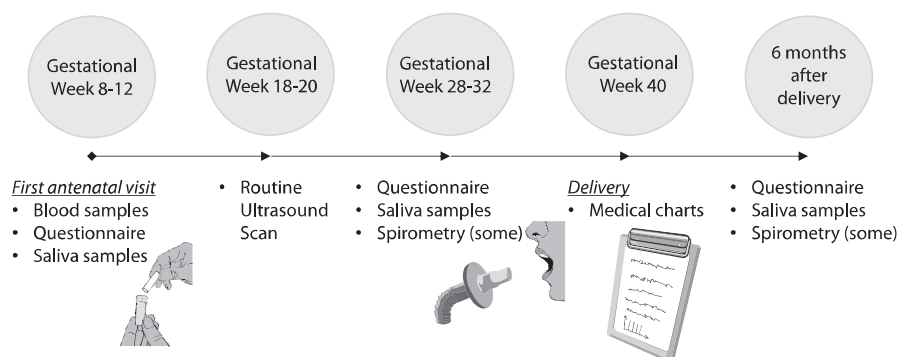 Gestational
Week 8-12
Gestational
Week 18-20
Gestational
Week 28-32
Gestational
Week 40
6 months
after
delivery
First antenatal visit
• Blood samples
• Questionnaire
• Saliva samples
• Routine
Ultrasound
Scan
• Questionnaire
• Saliva samples
• Spirometry (some)
Delivery
• Medical charts
• Questionnaire
• Saliva samples
• Spirometry (some)